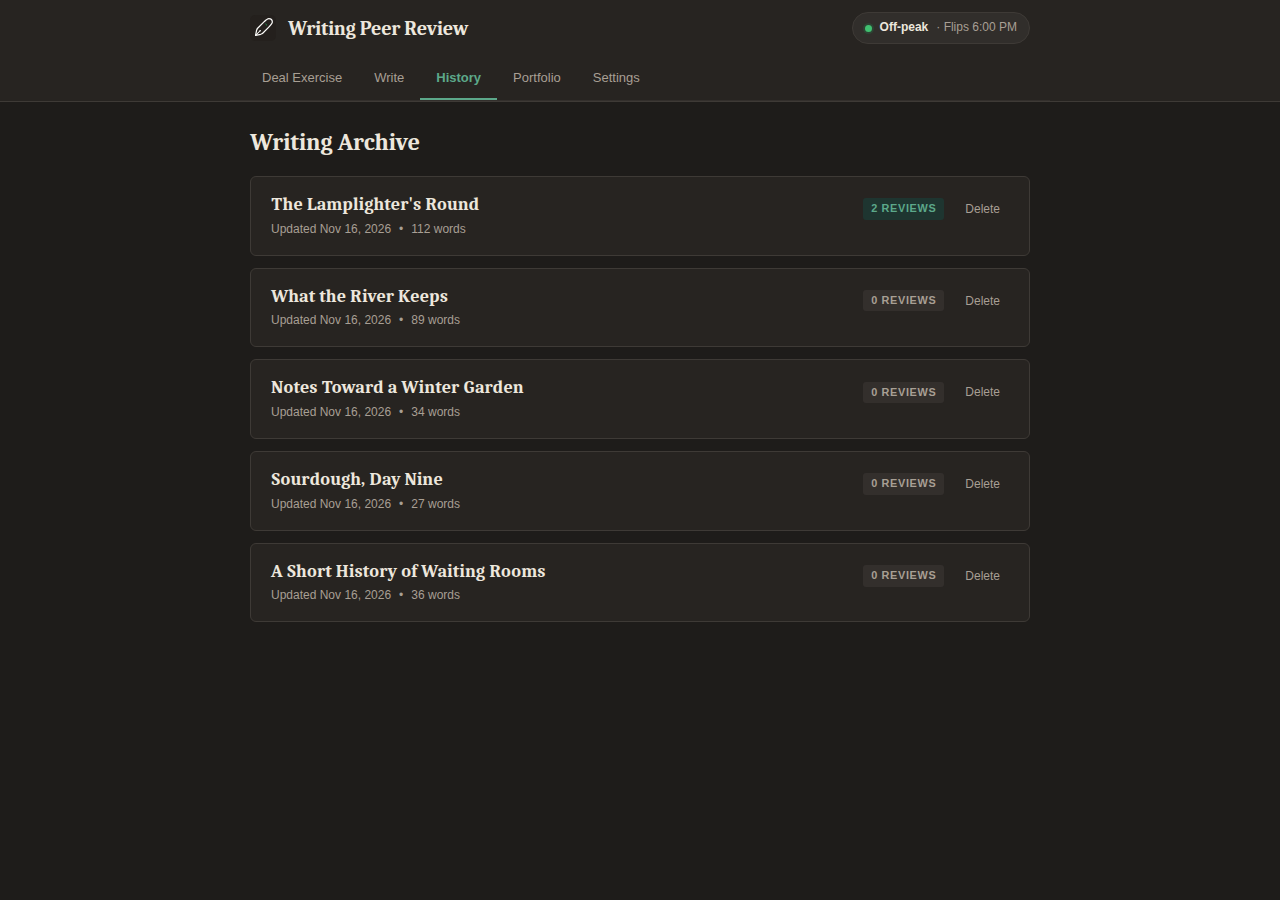 Writing Peer Review
Off-peak · Flips 6:00 PM
Deal Exercise Write History Portfolio Settings
Writing Archive
The Lamplighter's Round
2 REVIEWS Delete
Updated Nov 16, 2026 • 112 words
What the River Keeps
0 REVIEWS Delete
Updated Nov 16, 2026 • 89 words
Notes Toward a Winter Garden
0 REVIEWS Delete
Updated Nov 16, 2026 • 34 words
Sourdough, Day Nine
0 REVIEWS Delete
Updated Nov 16, 2026 • 27 words
A Short History of Waiting Rooms
0 REVIEWS Delete
Updated Nov 16, 2026 • 36 words